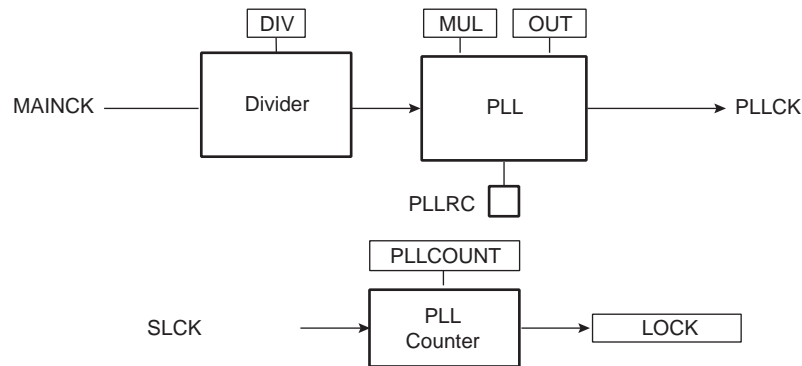 DIV
MUL
OUT
MAINCK
Divider
PLL
PLLCK
PLLRC
PLLCOUNT
SLCK
PLL
Counter
LOCK